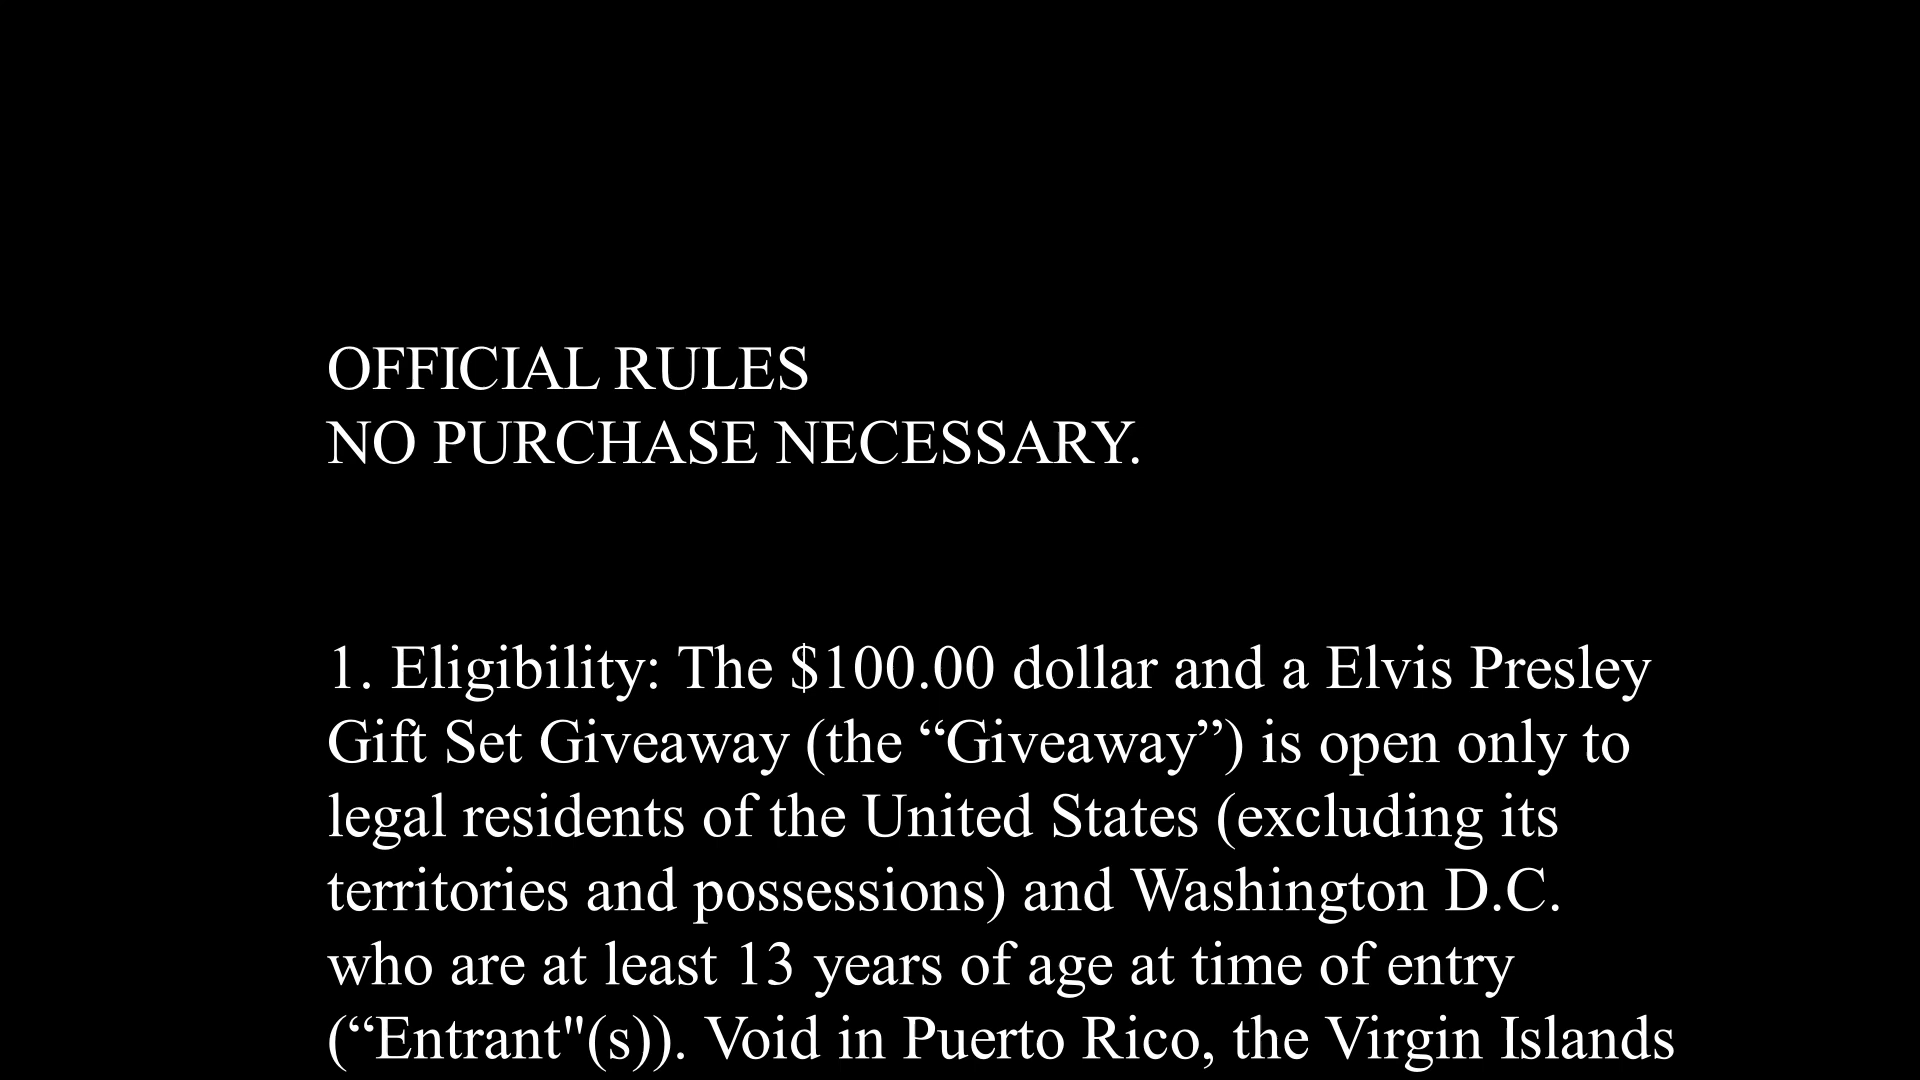 OFFICIAL RULES
NO PURCHASE NECESSARY.
1. Eligibility: The $100.00 dollar and a Elvis Presley
Gift Set Giveaway (the “Giveaway”) is open only to
legal residents of the United States (excluding its
territories and possessions) and Washington D.C.
who are at least 13 years of age at time of entry
(“Entrant"(s)). Void in Puerto Rico, the Virgin Islands